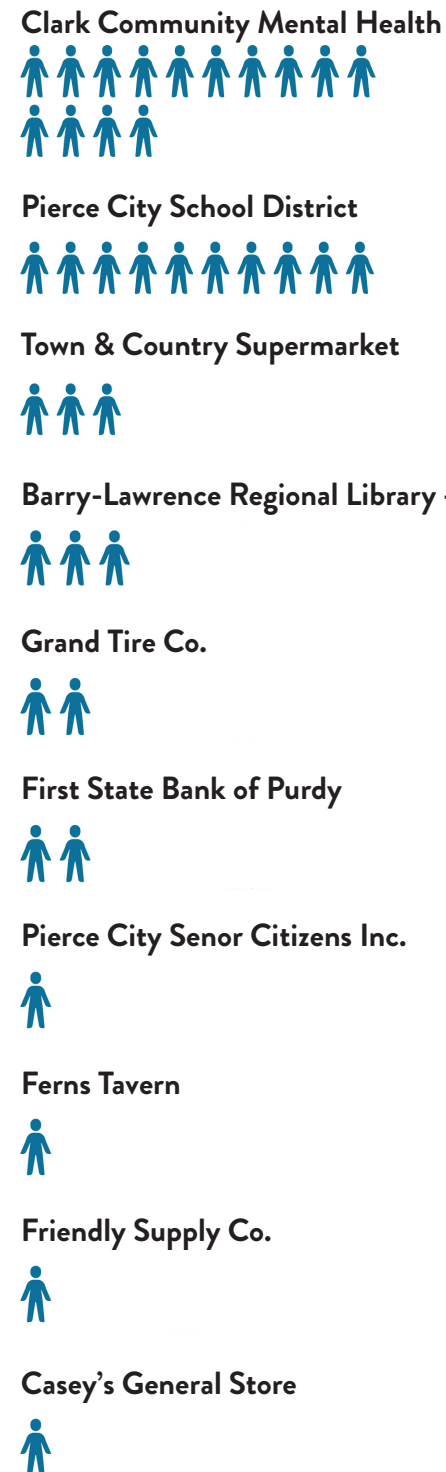 Clark Community Mental Health
Pierce City School District
Town & Country Supermarket
Barry-Lawrence Regional Library -
Grand Tire Co.
First State Bank of Purdy
Pierce City Senor Citizens Inc.
Ferns Tavern
Friendly Supply Co.
Casey’s General Store